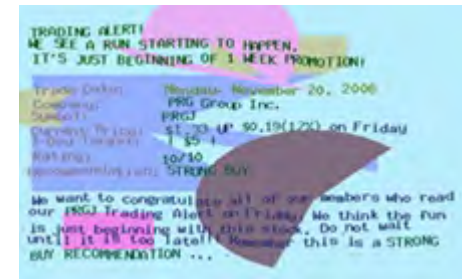 TRADING ALERT!
WE SEE A RUN STARTING TO HAPPEN,
IT'S JUST BEGINNING OF 1 WEEK PROMOTION!
Trade Date: Monday, November 20, 2006
Company: PRG Group Inc.
Symbol: PRGJ
Current Price: $1.33 UP $0.19(17%) on Friday
Target: $5
Rating: 10/10
Recommendation: STRONG BUY
We want to congratulate all of our members who read
our PRGJ Trading Alert on Friday. We think the fun
is just beginning with this stock. Do not wait
until it is too late!!! Remember this is a STRONG
BUY RECOMMENDATION ...